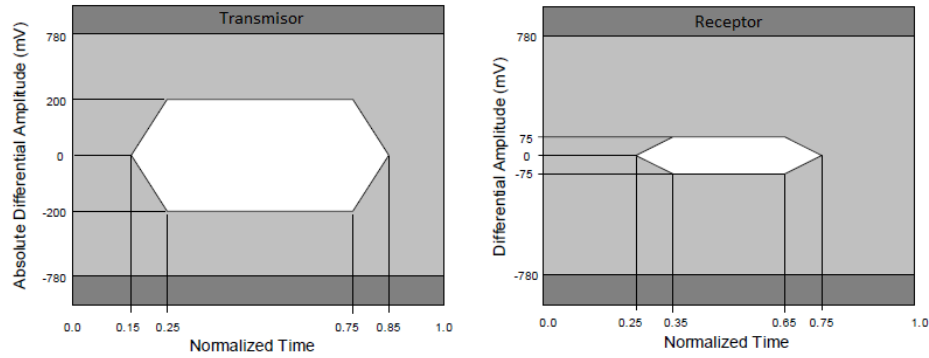 Transmisor
Absolute Differential Amplitude (mV)
780
200
0
-200
-780
0.0 0.15 0.25 0.75 0.85 1.0
Normalized Time
Receptor
Differential Amplitude (mV)
780
75
0
-75
-780
0.0 0.25 0.35 0.65 0.75 1.0
Normalized Time